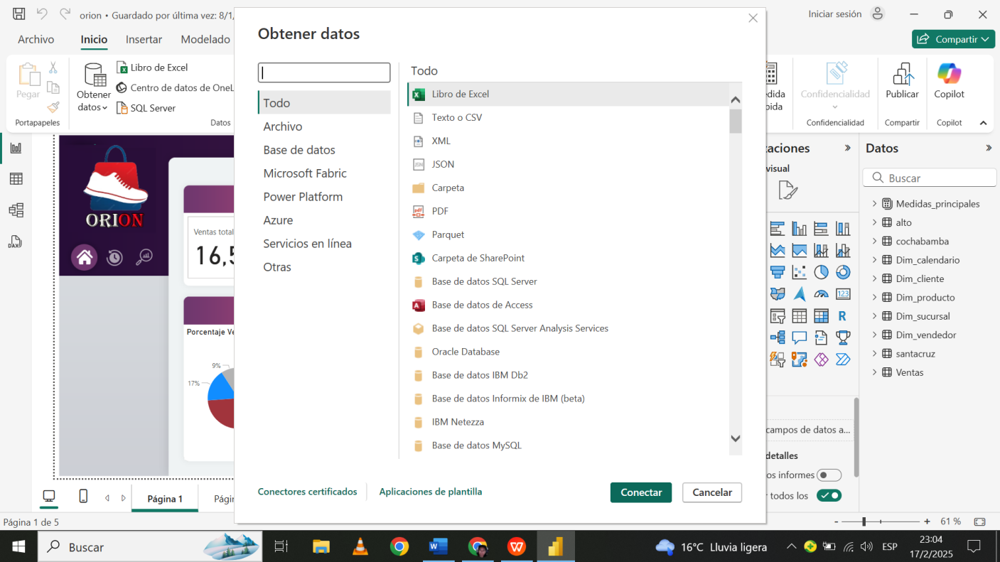 orion • Guardado por última vez: 8/1/
Iniciar sesión
Archivo
Inicio
Insertar
Modelado
Compartir
Pegar
Portapapeles
Obtener
datos
Libro de Excel
Centro de datos de OneL
SQL Server
Datos
Confidencialidad
Confidencialidad
Publicar
Compartir
Copilot
Copilot
Obtener datos
Todo
Archivo
Base de datos
Microsoft Fabric
Power Platform
Azure
Servicios en línea
Otras
Todo
Libro de Excel
Texto o CSV
XML
JSON
Carpeta
PDF
Parquet
Carpeta de SharePoint
Base de datos SQL Server
Base de datos de Access
Base de datos SQL Server Analysis Services
Oracle Database
Base de datos IBM Db2
Base de datos Informix de IBM (beta)
IBM Netezza
Base de datos MySQL
Conectores certificados
Aplicaciones de plantilla
Conectar
Cancelar
ORION
Ventas total
16,5
Porcentaje Ve
9%
17%
zaciones
visual
campos de datos a...
detalles
os informes
todos los
Datos
Buscar
Medidas_principales
alto
cochabamba
Dim_calendario
Dim_cliente
Dim_producto
Dim_sucursal
Dim_vendedor
santacruz
Ventas
Página 1
Págir
Página 1 de 5
- + 61 %
Buscar
16°C Lluvia ligera
ESP
23:04
17/2/2025